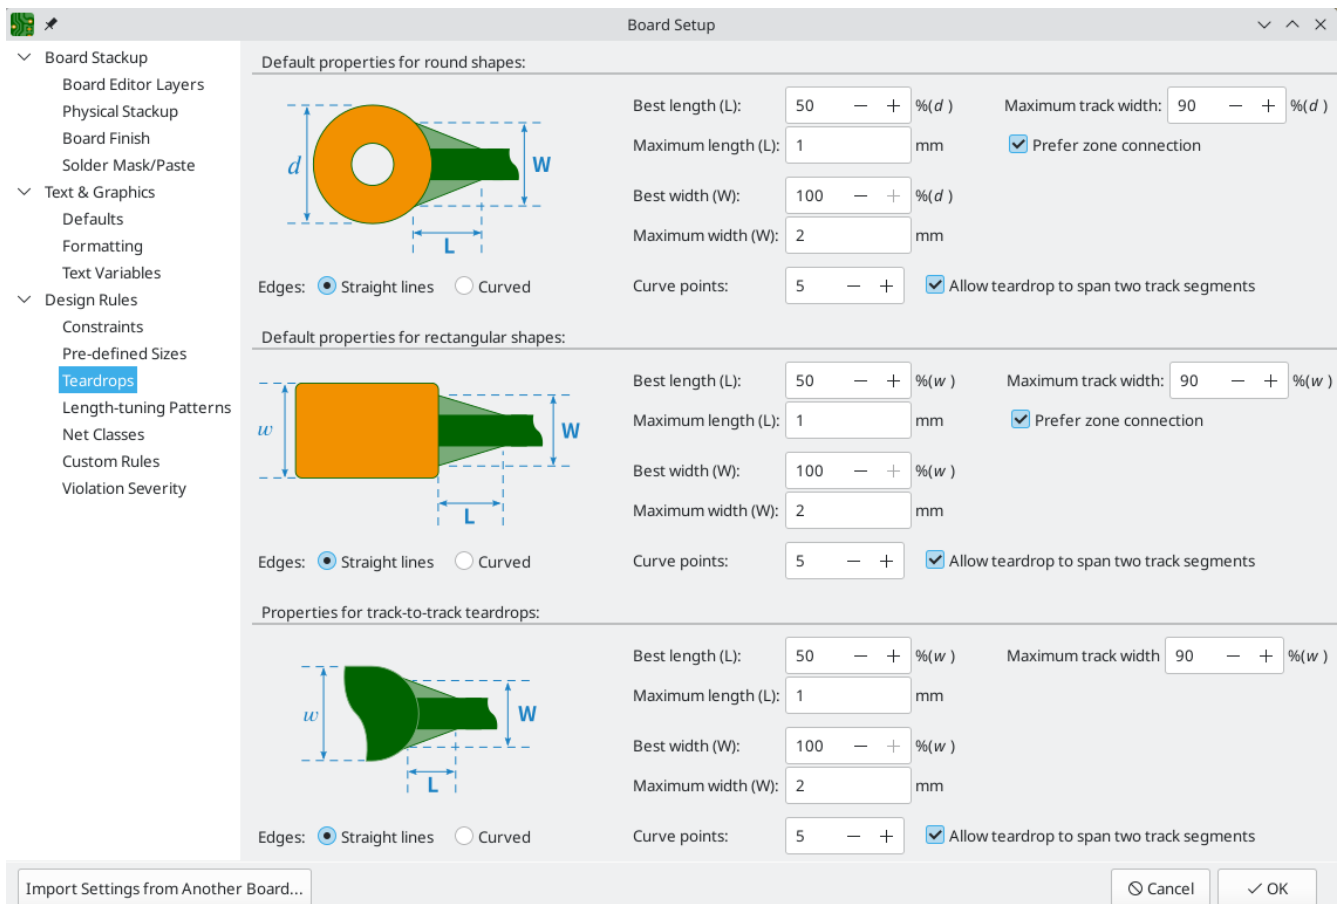 Board Setup
Board Stackup
Board Editor Layers
Physical Stackup
Board Finish
Solder Mask/Paste
Text & Graphics
Defaults
Formatting
Text Variables
Design Rules
Constraints
Pre-defined Sizes
Teardrops
Length-tuning Patterns
Net Classes
Custom Rules
Violation Severity
Default properties for round shapes:
d
W
L
Best length (L): 50 %(d ) Maximum track width: 90 %(d )
Maximum length (L): 1 mm Prefer zone connection
Best width (W): 100 %(d )
Maximum width (W): 2 mm
Edges: Straight lines Curved Curve points: 5 Allow teardrop to span two track segments
Default properties for rectangular shapes:
w
W
L
Best length (L): 50 %(w ) Maximum track width: 90 %(w )
Maximum length (L): 1 mm Prefer zone connection
Best width (W): 100 %(w )
Maximum width (W): 2 mm
Edges: Straight lines Curved Curve points: 5 Allow teardrop to span two track segments
Properties for track-to-track teardrops:
w
W
L
Best length (L): 50 %(w ) Maximum track width 90 %(w )
Maximum length (L): 1 mm
Best width (W): 100 %(w )
Maximum width (W): 2 mm
Edges: Straight lines Curved Curve points: 5 Allow teardrop to span two track segments
Import Settings from Another Board... Cancel OK